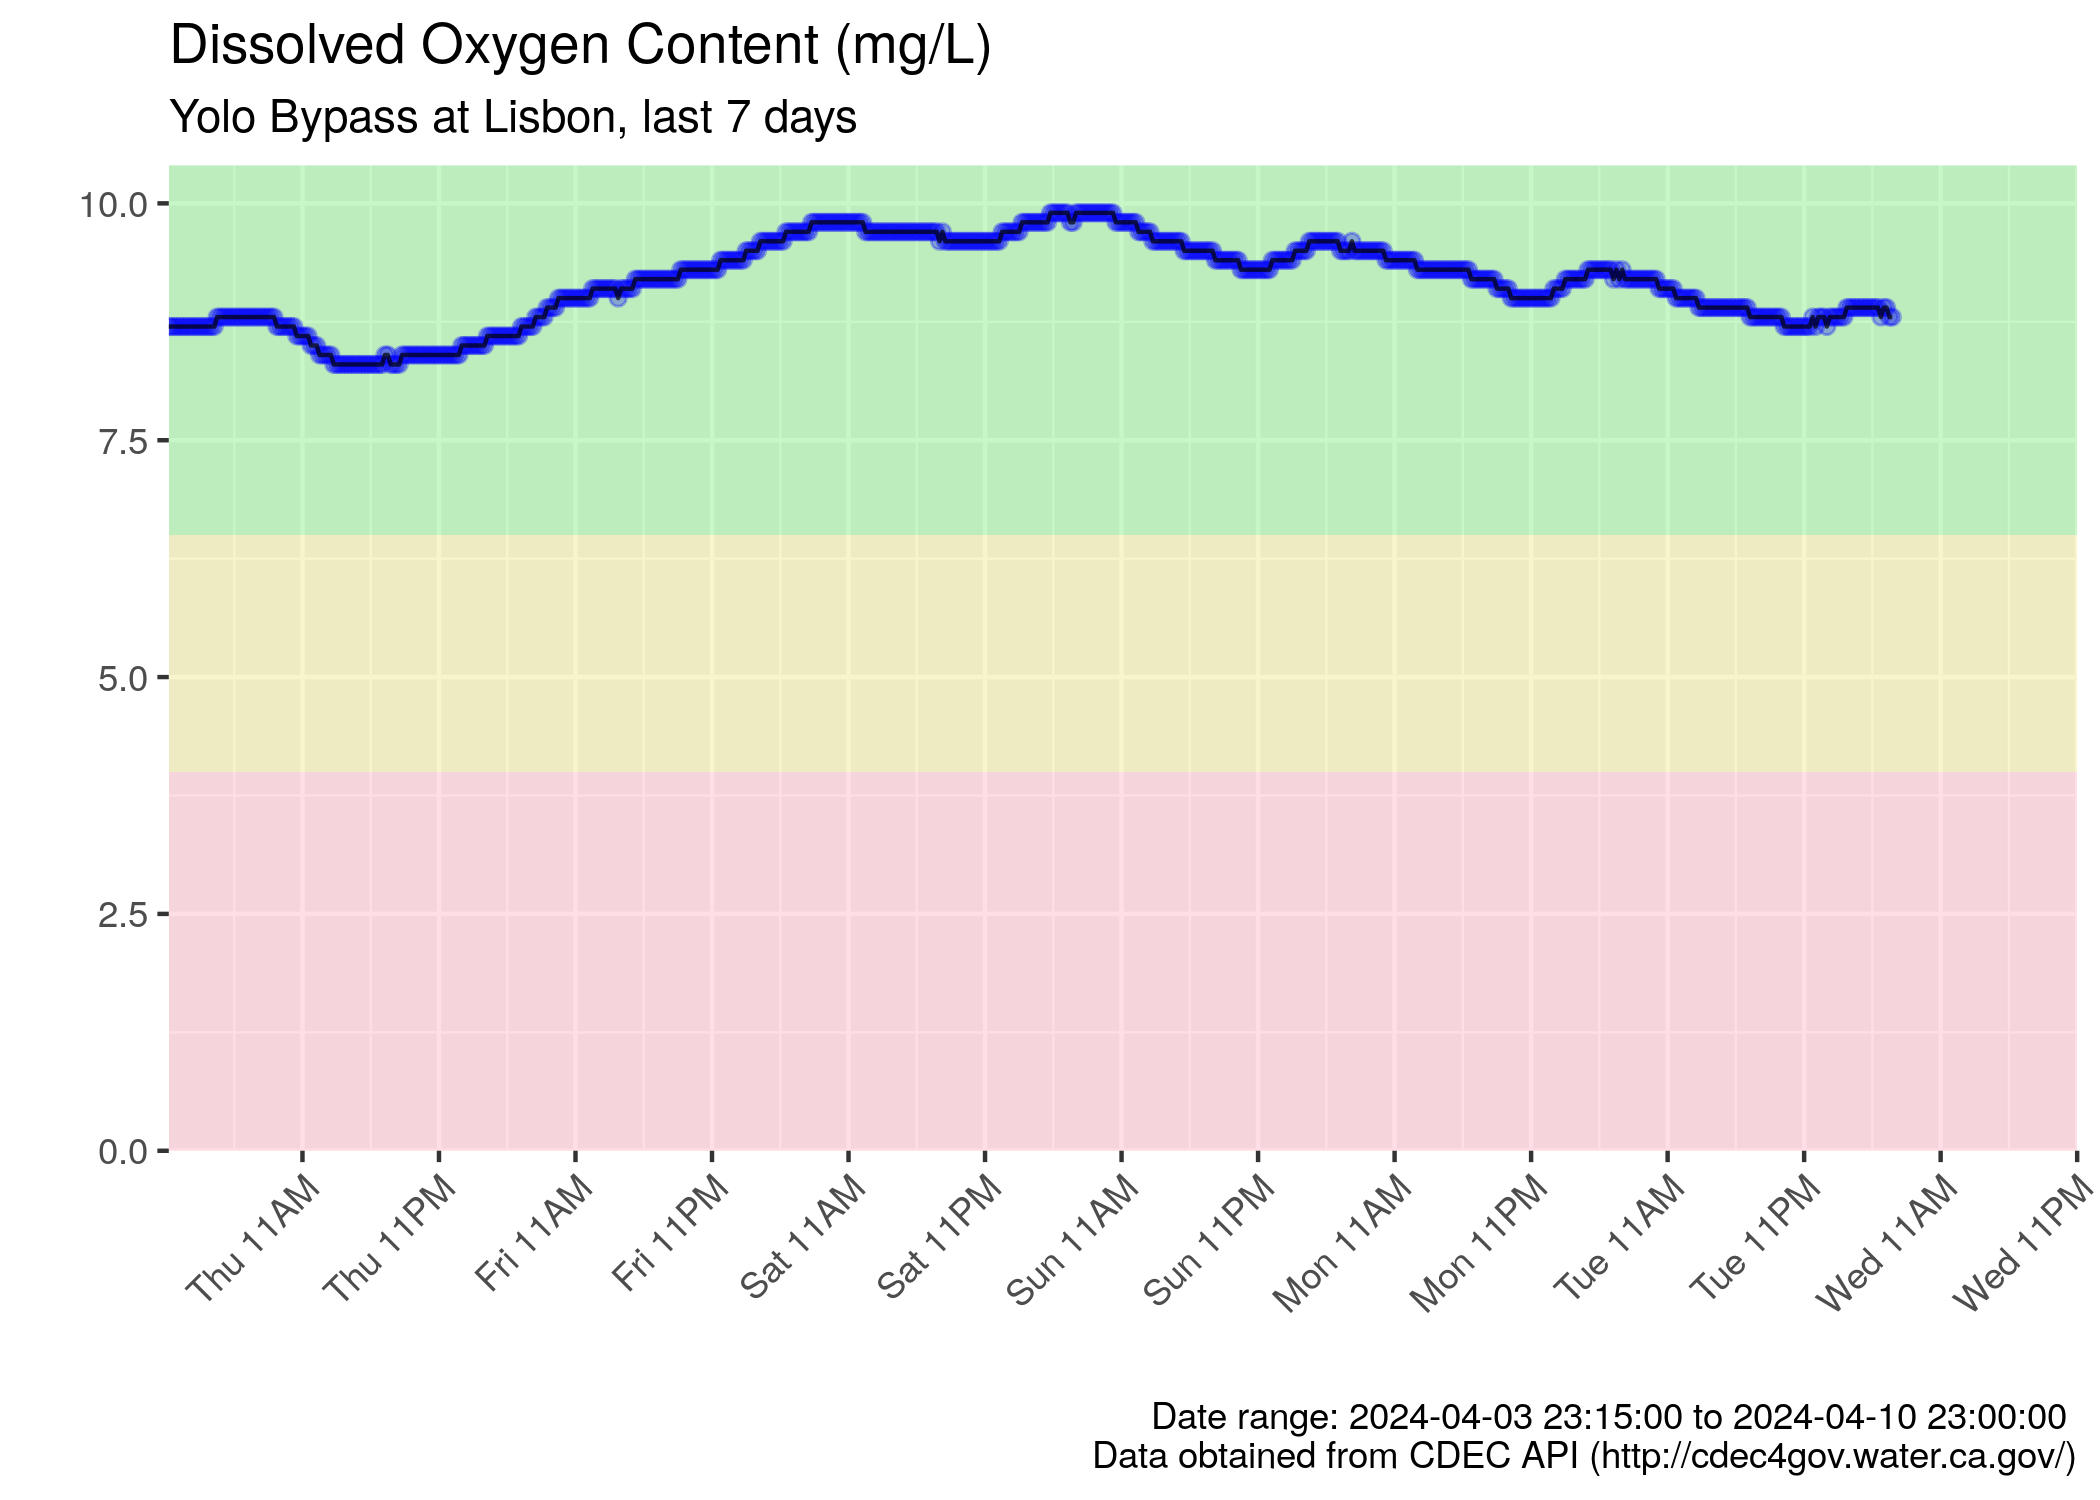 Dissolved Oxygen Content (mg/L)
Yolo Bypass at Lisbon, last 7 days
10.0
7.5
5.0
2.5
0.0
Thu 11AM
Thu 11PM
Fri 11AM
Fri 11PM
Sat 11AM
Sat 11PM
Sun 11AM
Sun 11PM
Mon 11AM
Mon 11PM
Tue 11AM
Tue 11PM
Wed 11AM
Wed 11PM
Date range: 2024-04-03 23:15:00 to 2024-04-10 23:00:00
Data obtained from CDEC API (http://cdec4gov.water.ca.gov/)